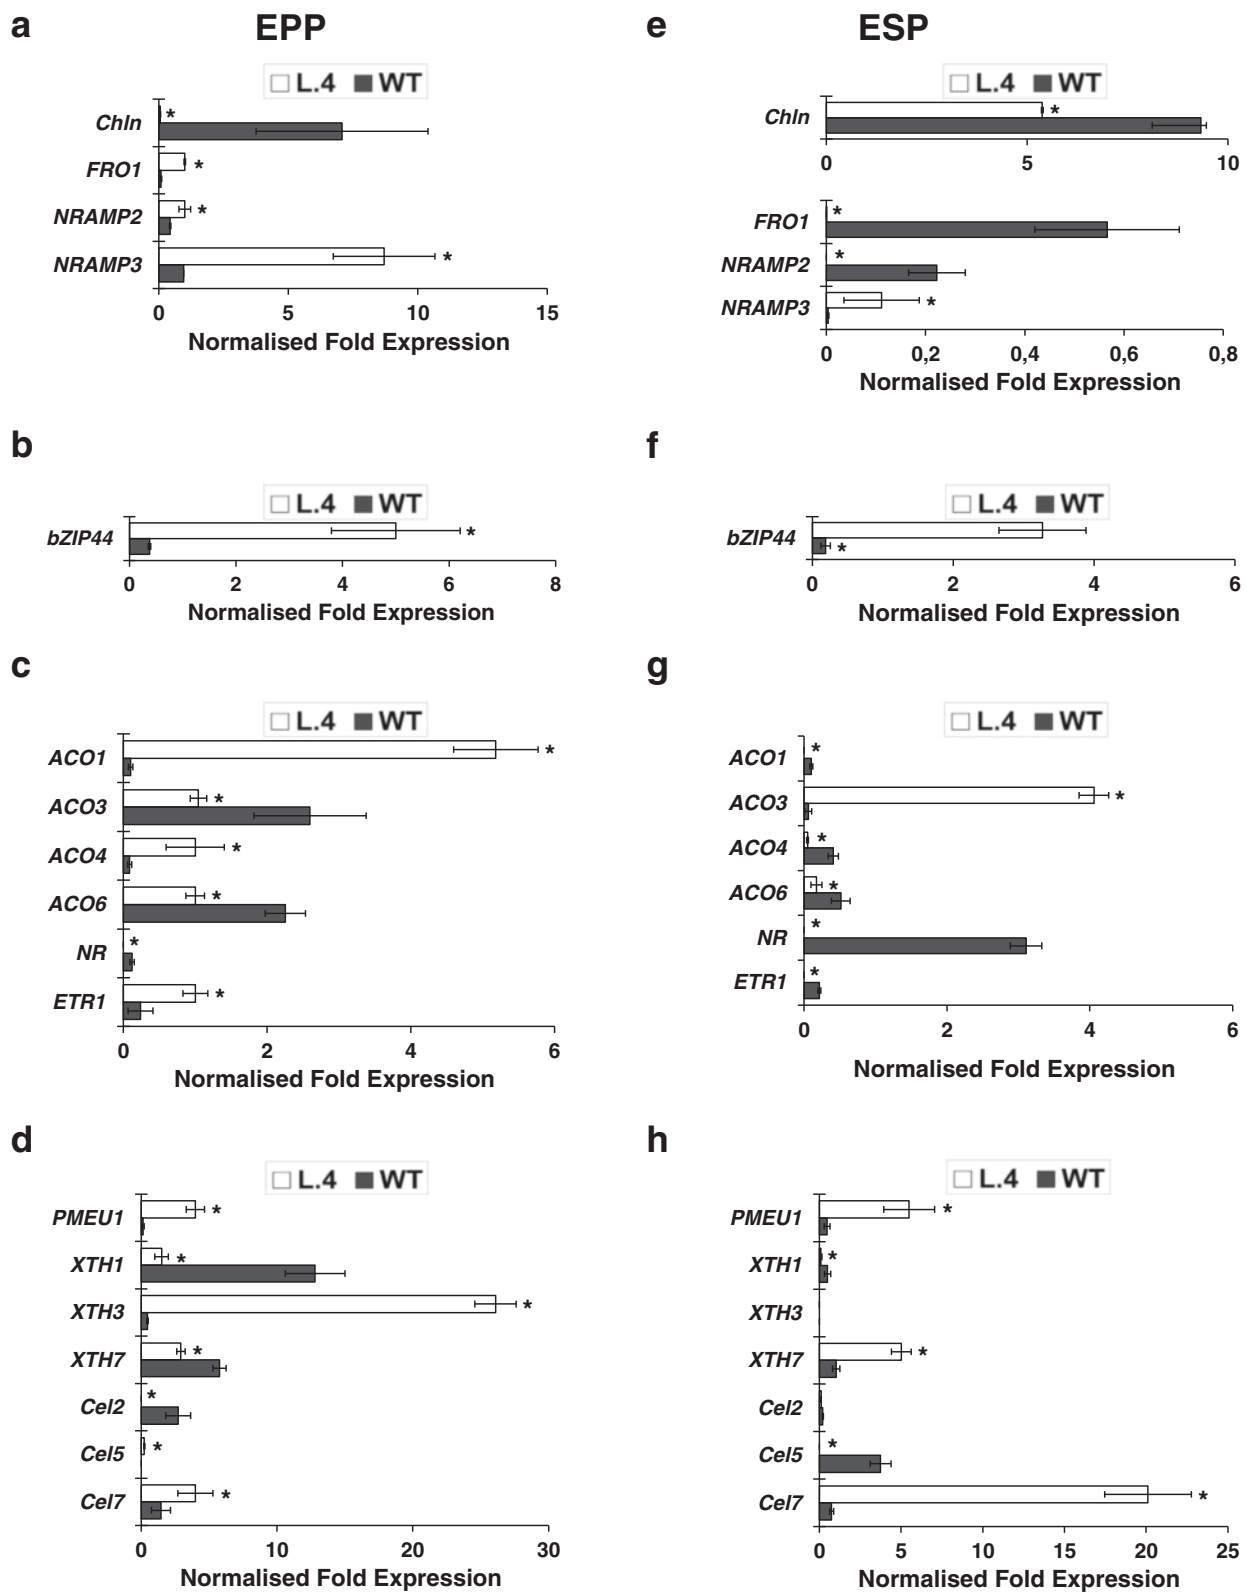 a EPP
L.4 WT
Chln *
FRO1 *
NRAMP2 *
NRAMP3 *
0 5 10 15
Normalised Fold Expression
b
L.4 WT
bZIP44 *
0 2 4 6 8
Normalised Fold Expression
c
L.4 WT
ACO1 *
ACO3 *
ACO4 *
ACO6 *
NR *
ETR1 *
0 2 4 6
Normalised Fold Expression
d
L.4 WT
PMEU1 *
XTH1 *
XTH3 *
XTH7 *
Cel2 *
Cel5 *
Cel7 *
0 10 20 30
Normalised Fold Expression
e ESP
L.4 WT
Chln *
0 5 10
FRO1 *
NRAMP2 *
NRAMP3 *
0 0,2 0,4 0,6 0,8
Normalised Fold Expression
f
L.4 WT
bZIP44 *
0 2 4 6
Normalised Fold Expression
g
L.4 WT
ACO1 *
ACO3 *
ACO4 *
ACO6 *
NR *
ETR1 *
0 2 4 6
Normalised Fold Expression
h
L.4 WT
PMEU1 *
XTH1 *
XTH3
XTH7 *
Cel2
Cel5 *
Cel7 *
0 5 10 15 20 25
Normalised Fold Expression